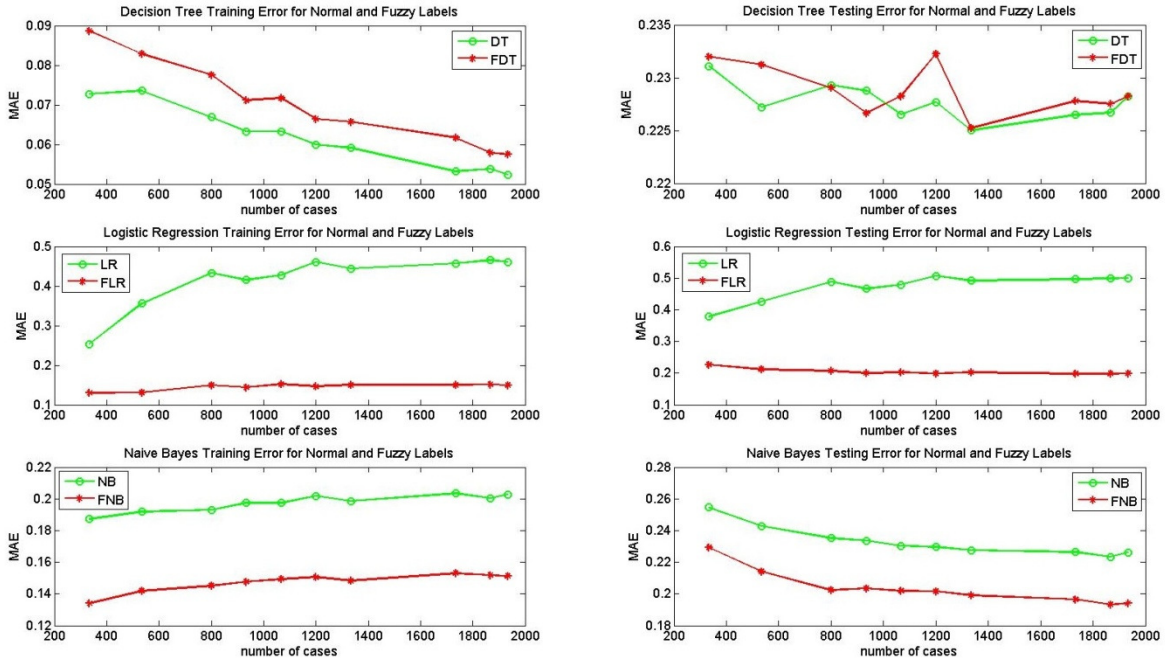 Decision Tree Training Error for Normal and Fuzzy Labels
0.09
0.08
0.07
0.06
0.05
MAE
DT
FDT
200 400 600 800 1000 1200 1400 1600 1800 2000
number of cases
Decision Tree Testing Error for Normal and Fuzzy Labels
0.235
0.23
0.225
0.22
MAE
DT
FDT
200 400 600 800 1000 1200 1400 1600 1800 2000
number of cases
Logistic Regression Training Error for Normal and Fuzzy Labels
0.5
0.4
0.3
0.2
0.1
MAE
LR
FLR
200 400 600 800 1000 1200 1400 1600 1800 2000
number of cases
Logistic Regression Testing Error for Normal and Fuzzy Labels
0.6
0.5
0.4
0.3
0.2
0.1
MAE
LR
FLR
200 400 600 800 1000 1200 1400 1600 1800 2000
number of cases
Naive Bayes Training Error for Normal and Fuzzy Labels
0.22
0.2
0.18
0.16
0.14
0.12
MAE
NB
FNB
200 400 600 800 1000 1200 1400 1600 1800 2000
number of cases
Naive Bayes Testing Error for Normal and Fuzzy Labels
0.28
0.26
0.24
0.22
0.2
0.18
MAE
NB
FNB
200 400 600 800 1000 1200 1400 1600 1800 2000
number of cases